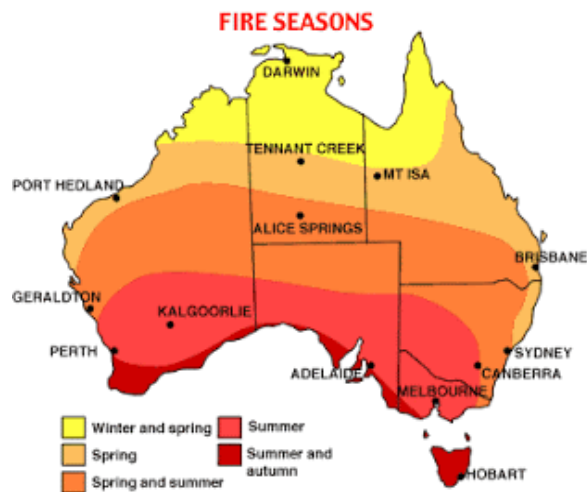 FIRE SEASONS
DARWIN
TENNANT CREEK
MT ISA
PORT HEDLAND
ALICE SPRINGS
BRISBANE
GERALDTON
KALGOORLIE
PERTH
SYDNEY
ADELAIDE
CANBERRA
MELBOURNE
Winter and spring
Summer
Spring
Summer and
autumn
Spring and summer
HOBART